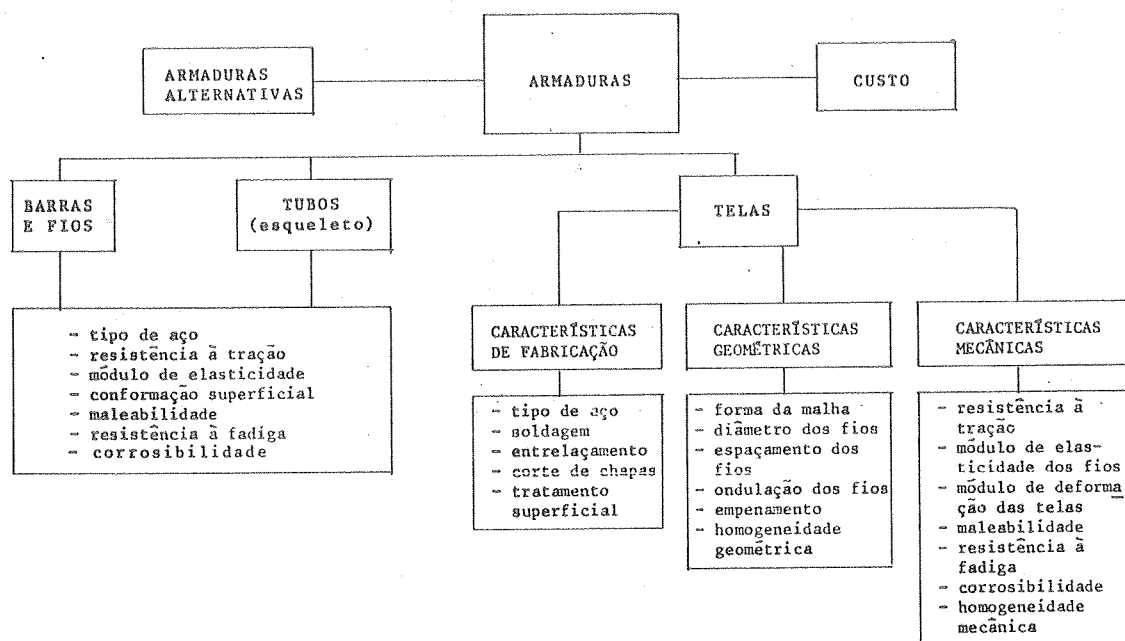 ARMADURAS
ALTERNATIVAS
ARMADURAS
CUSTO
BARRAS
E FIOS
TUBOS
(esqueleto)
TELAS
- tipo de aço
- resistência à tração
- módulo de elasticidade
- conformação superficial
- maleabilidade
- resistência à fadiga
- corrosibilidade
CARACTERÍSTICAS
DE FABRICAÇÃO
- tipo de aço
- soldagem
- entrelaçamento
- corte de chapas
- tratamento
superficial
CARACTERÍSTICAS
GEOMÉTRICAS
- forma da malha
- diâmetro dos fios
- espaçamento dos
fios
- ondulação dos fios
- empenamento
- homogeneidade
geométrica
CARACTERÍSTICAS
MECÂNICAS
- resistência à
tração
- módulo de elas-
ticidade dos fios
- módulo de deforma
ção das telas
- maleabilidade
- resistência à
fadiga
- corrosibilidade
- homogeneidade
mecânica